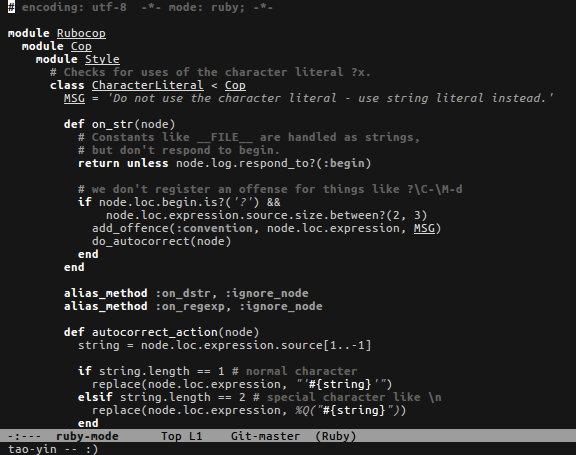 # encoding: utf-8  -*- mode: ruby; -*-

module Rubocop
  module Cop
    module Style
      # Checks for uses of the character literal ?x.
      class CharacterLiteral < Cop
        MSG = 'Do not use the character literal - use string literal instead.'

        def on_str(node)
          # Constants like __FILE__ are handled as strings,
          # but don't respond to begin.
          return unless node.log.respond_to?(:begin)

          # we don't register an offense for things like ?\C-\M-d
          if node.loc.begin.is?('?') &&
              node.loc.expression.source.size.between?(2, 3)
            add_offence(:convention, node.loc.expression, MSG)
            do_autocorrect(node)
          end
        end

        alias_method :on_dstr, :ignore_node
        alias_method :on_regexp, :ignore_node

        def autocorrect_action(node)
          string = node.loc.expression.source[1..-1]

          if string.length == 1 # normal character
            replace(node.loc.expression, "'#{string}'")
          elsif string.length == 2 # special character like \n
            replace(node.loc.expression, %Q("#{string}"))
          end
-:---  ruby-mode      Top L1    Git-master  (Ruby)
tao-yin -- :)